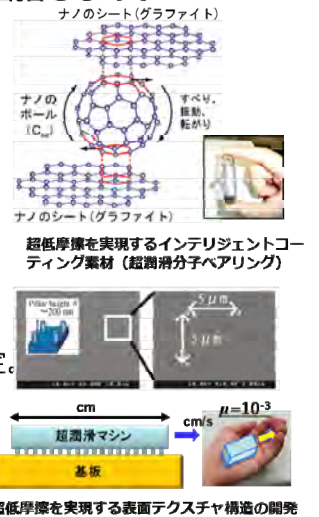 ナノのシート(グラファイト)
ナノの
ボール
(C60)
すべり、
振動、
転がり
ナノのシート(グラファイト)
超低摩擦を実現するインテリジェントコー
ティング素材(超潤滑分子ベアリング)
Pillar height
~200 nm
5μm
5μm
cm
cm/s
μ=10-3
超潤滑マシン
基板
超低摩擦を実現する表面テクスチャ構造の開発